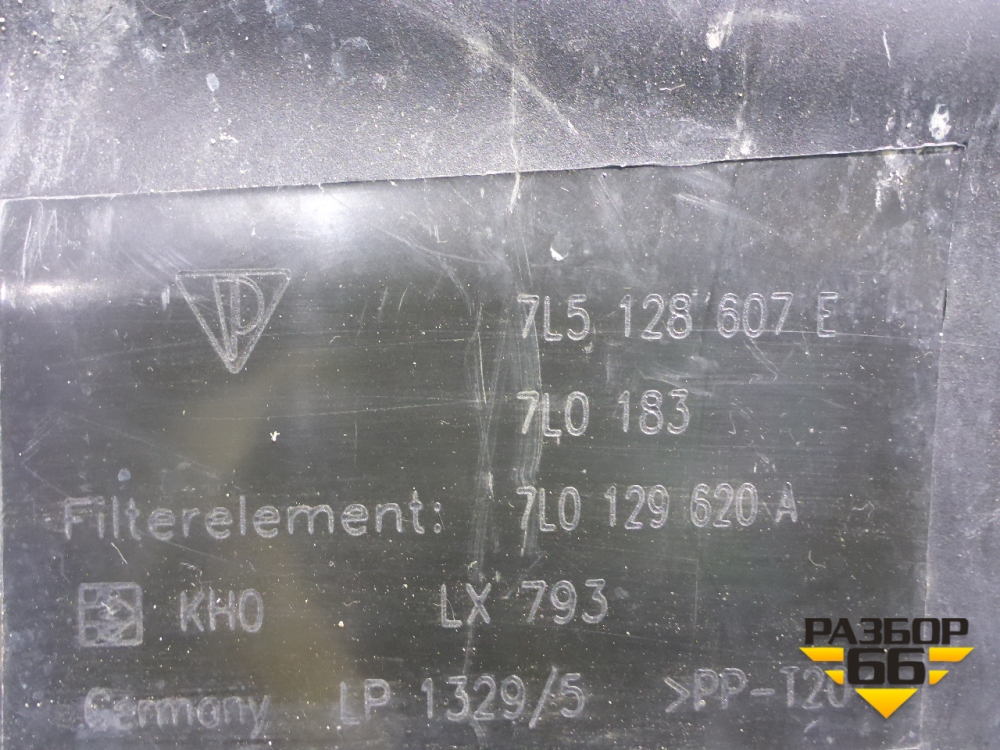 7L5 128 607 E
7L0 183
Filterelement: 7L0 129 620 A
KHO LX 793
Germany LP 1329/5 >PP-T20
РАЗБОР
66